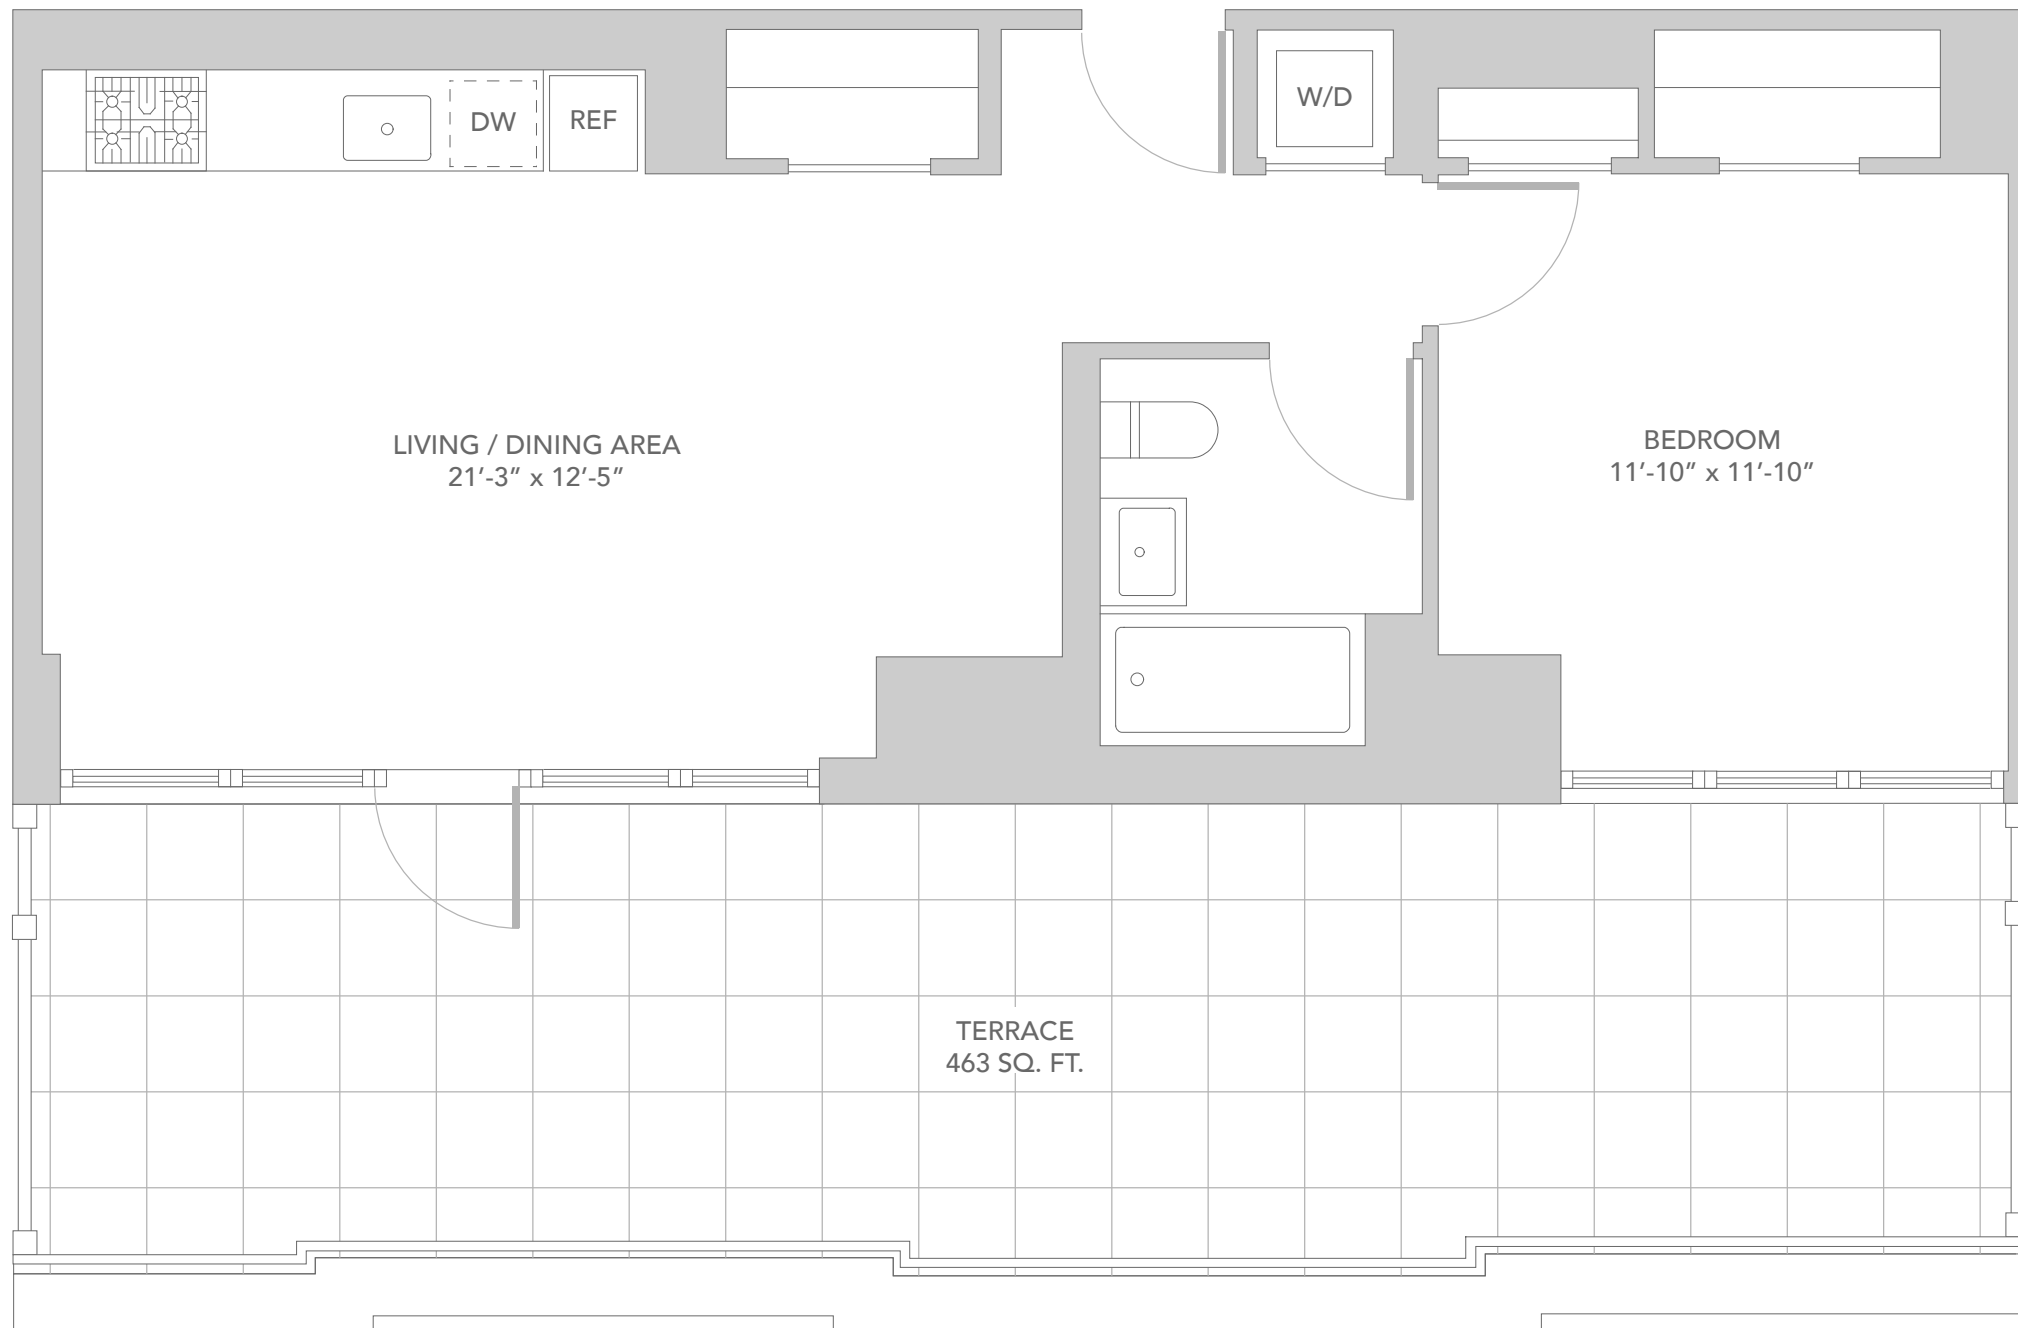 DW
REF
W/D
LIVING / DINING AREA
21′-3″ x 12′-5″
BEDROOM
11′-10″ x 11′-10″
TERRACE
463 SQ. FT.